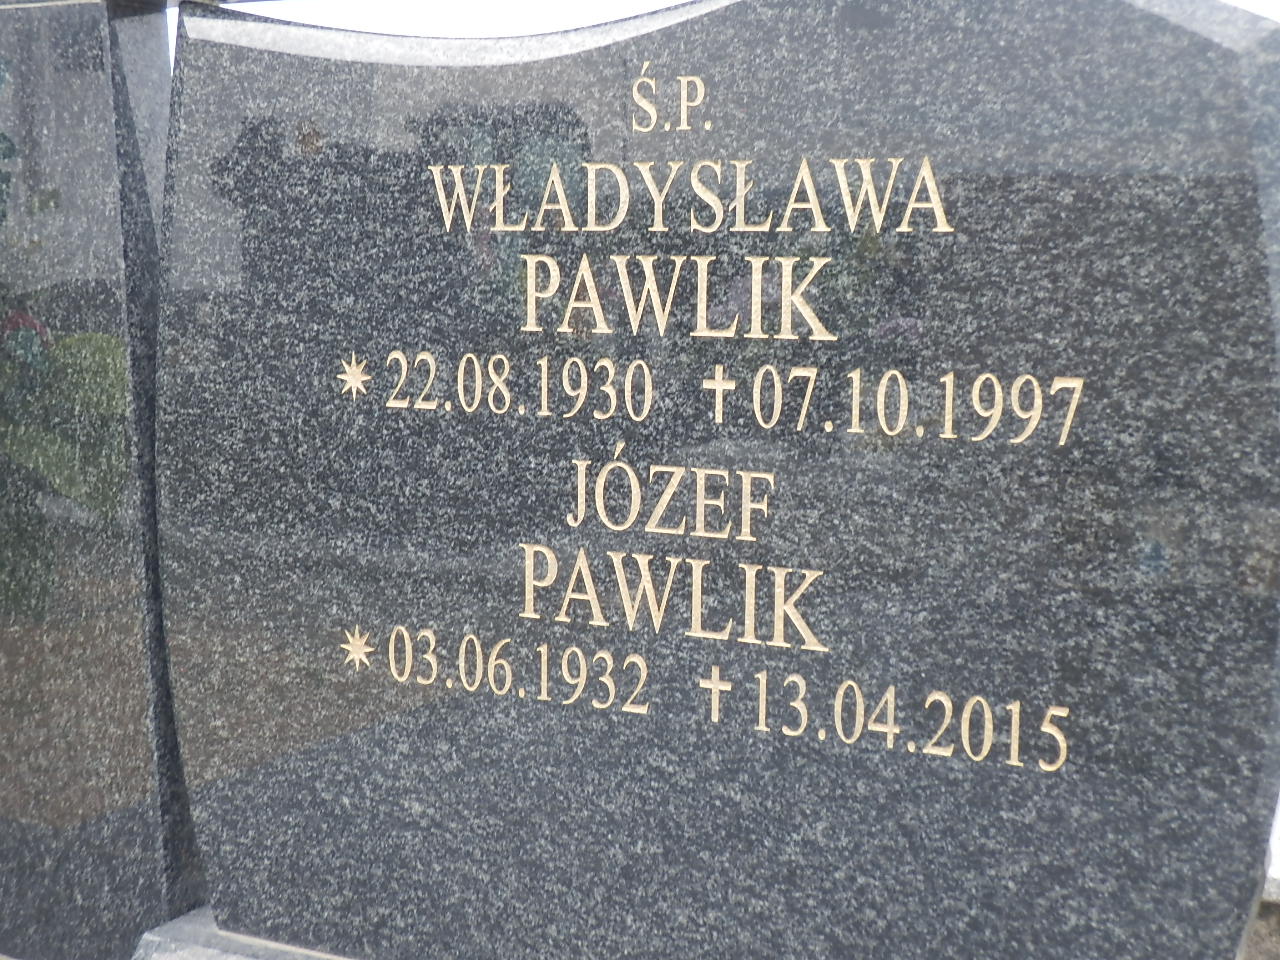 Ś.P.
WŁADYSŁAWA
PAWLIK
*22.08.1930 ✝07.10.1997
JÓZEF
PAWLIK
*03.06.1932 ✝13.04.2015